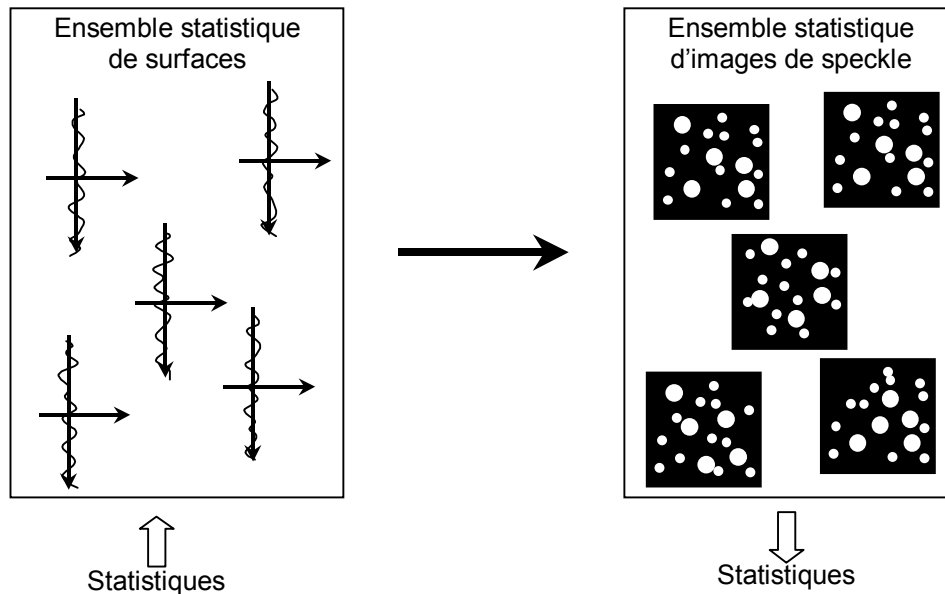 Ensemble statistique
de surfaces
Ensemble statistique
d'images de speckle
Statistiques
Statistiques